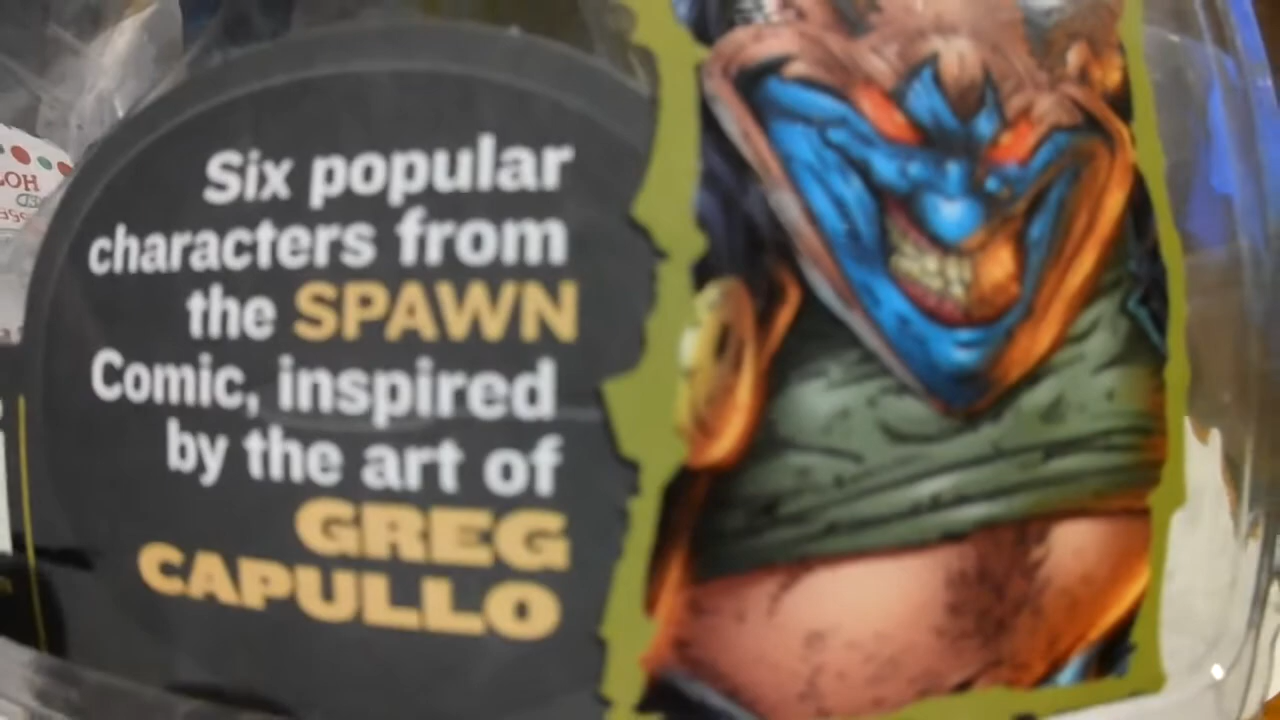 Six popular
characters from
the SPAWN
Comic, inspired
by the art of
GREG
CAPULLO